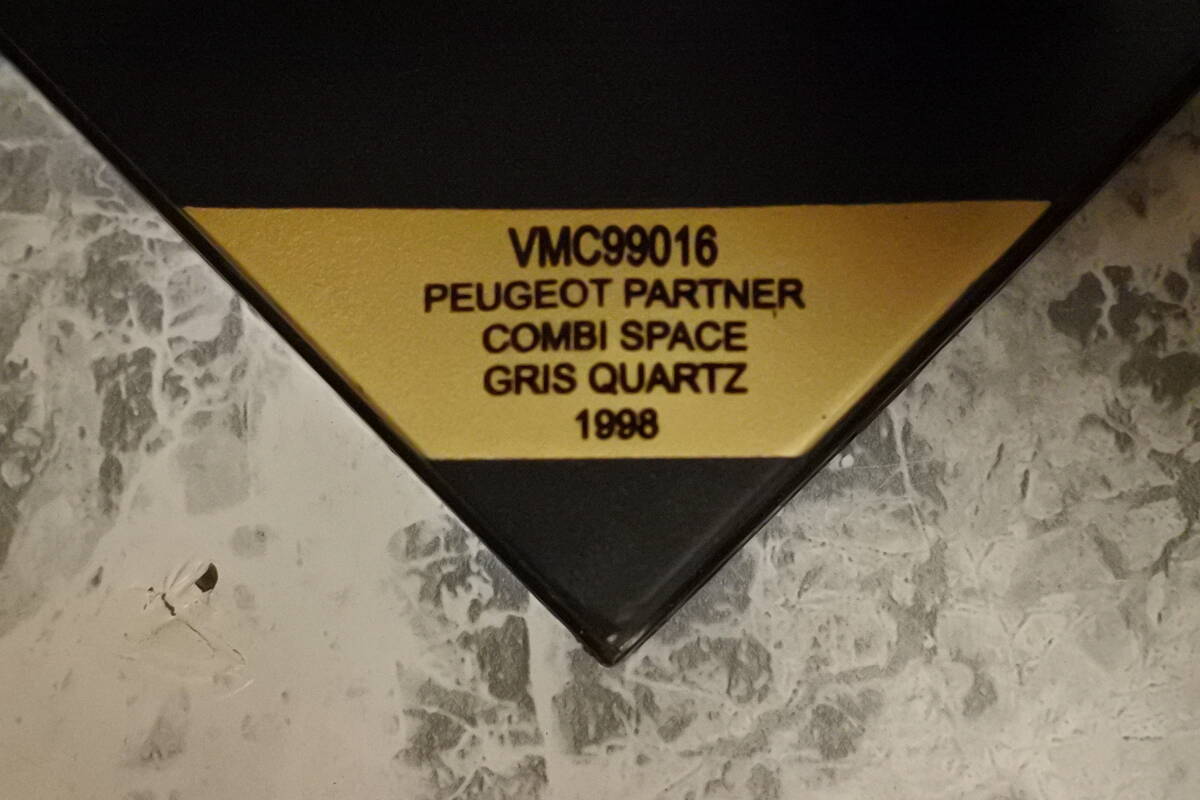 VMC99016
PEUGEOT PARTNER
COMBI SPACE
GRIS QUARTZ
1998